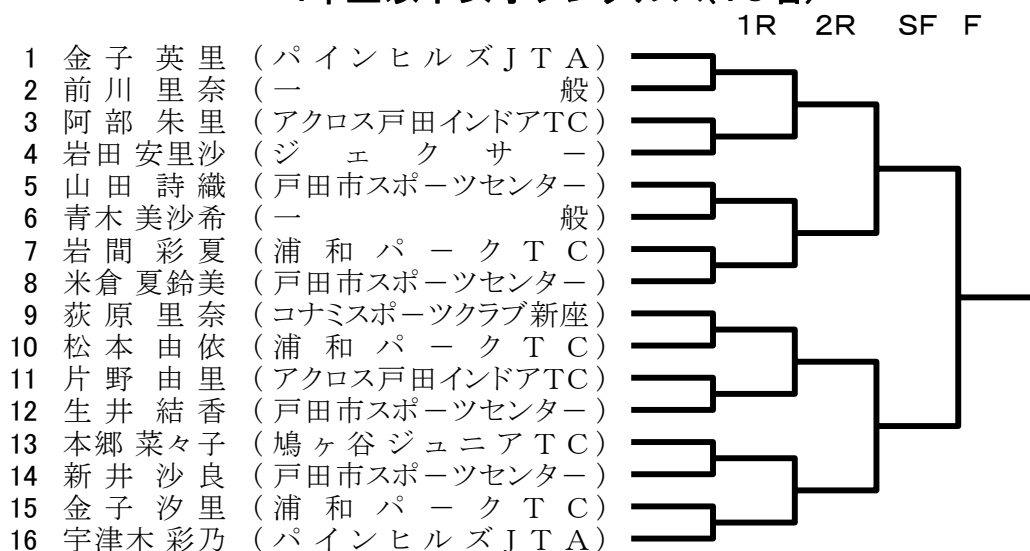 1R 2R SF F
1 金子 英里 (パインヒルズJTA)
2 前川 里奈 (一般)
3 阿部 朱里 (アクロス戸田インドアTC)
4 岩田 安里沙 (ジェクサー)
5 山田 詩織 (戸田市スポーツセンター)
6 青木 美沙希 (一般)
7 岩間 彩夏 (浦和パークTC)
8 米倉 夏鈴美 (戸田市スポーツセンター)
9 荻原 里奈 (コナミスポーツクラブ新座)
10 松本 由依 (浦和パークTC)
11 片野 由里 (アクロス戸田インドアTC)
12 生井 結香 (戸田市スポーツセンター)
13 本郷 菜々子 (鳩ヶ谷ジュニアTC)
14 新井 沙良 (戸田市スポーツセンター)
15 金子 汐里 (浦和パークTC)
16 宇津木 彩乃 (パインヒルズJTA)